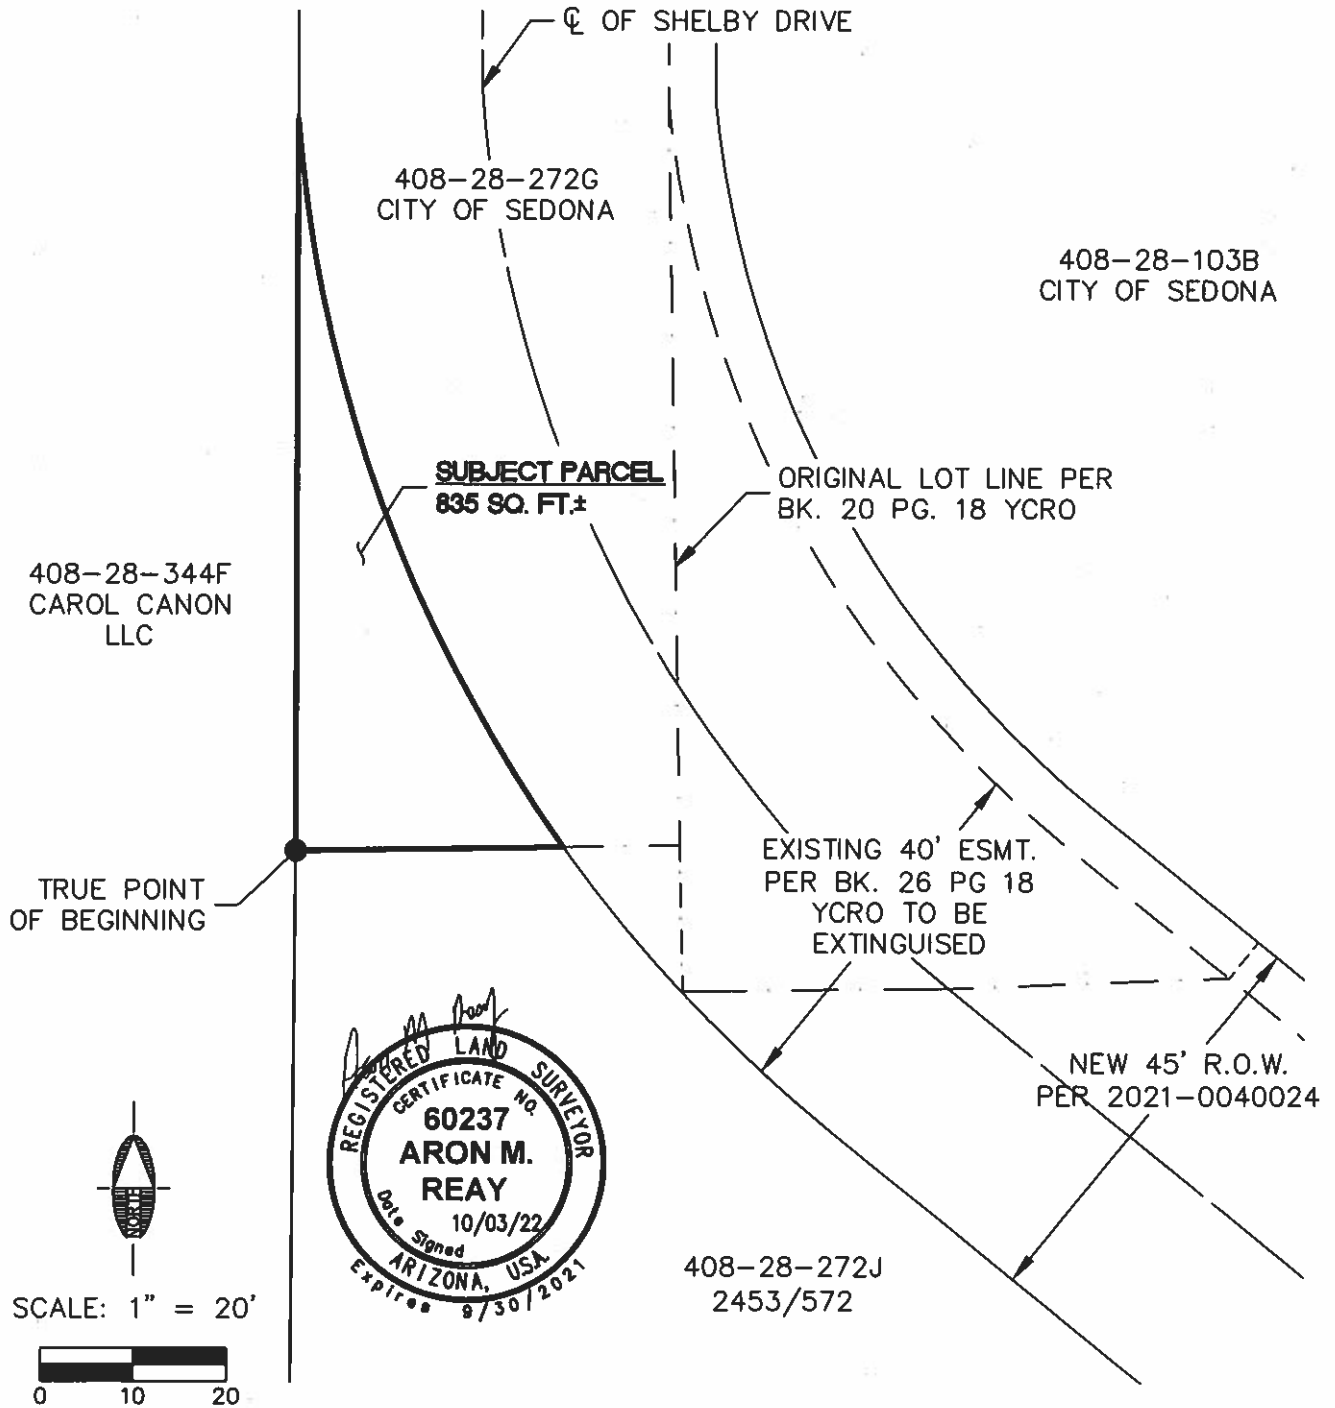 ℄ OF SHELBY DRIVE
408-28-272G
CITY OF SEDONA
408-28-103B
CITY OF SEDONA
SUBJECT PARCEL
835 SQ. FT.±
ORIGINAL LOT LINE PER
BK. 20 PG. 18 YCRO
408-28-344F
CAROL CANON
LLC
EXISTING 40' ESMT.
PER BK. 26 PG 18
YCRO TO BE
EXTINGUISED
TRUE POINT
OF BEGINNING
NEW 45' R.O.W.
PER 2021-0040024
REGISTERED LAND SURVEYOR
CERTIFICATE NO.
60237
ARON M.
REAY
10/03/22
Date Signed
ARIZONA, USA
Expires 9/30/2021
NORTH
408-28-272J
2453/572
SCALE: 1" = 20'
0 10 20